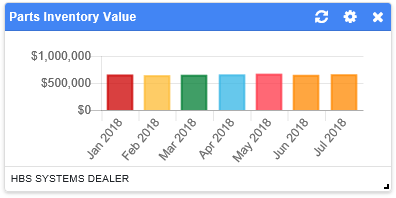 Parts Inventory Value
$1,000,000
$500,000
$0
Jan 2018
Feb 2018
Mar 2018
Apr 2018
May 2018
Jun 2018
Jul 2018
HBS SYSTEMS DEALER